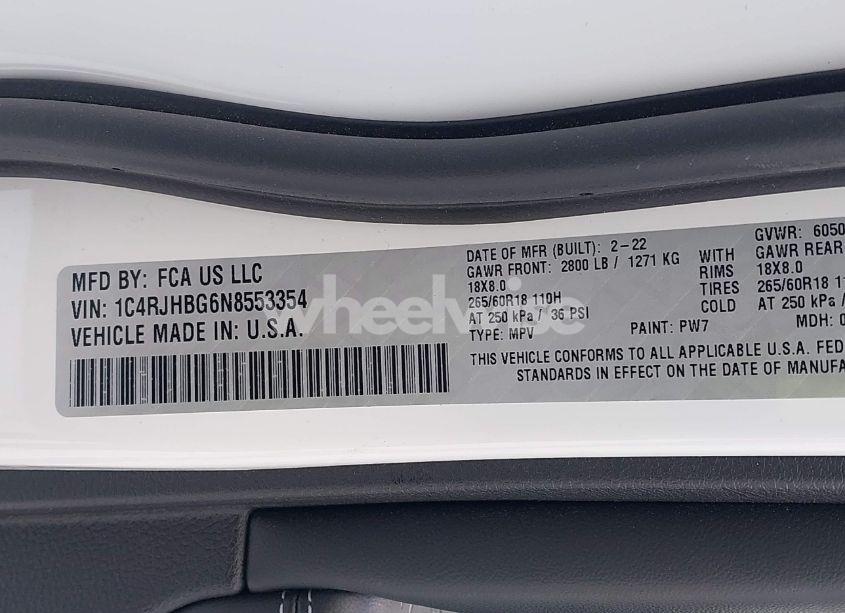 MFD BY: FCA US LLC
VIN: 1C4RJHBG6N8553354
VEHICLE MADE IN: U.S.A.
DATE OF MFR (BUILT): 2-22
GAWR FRONT: 2800 LB / 1271 KG
18X8.0
265/60R18 110H
AT 250 kPa / 36 PSI
TYPE: MPV
WITH
RIMS
TIRES
COLD
PAINT: PW7
GVWR: 6050
GAWR REAR
18X8.0
265/60R18
AT 250 kPa
MDH: 0
THIS VEHICLE CONFORMS TO ALL APPLICABLE U.S.A. FED
STANDARDS IN EFFECT ON THE DATE OF MANUFA